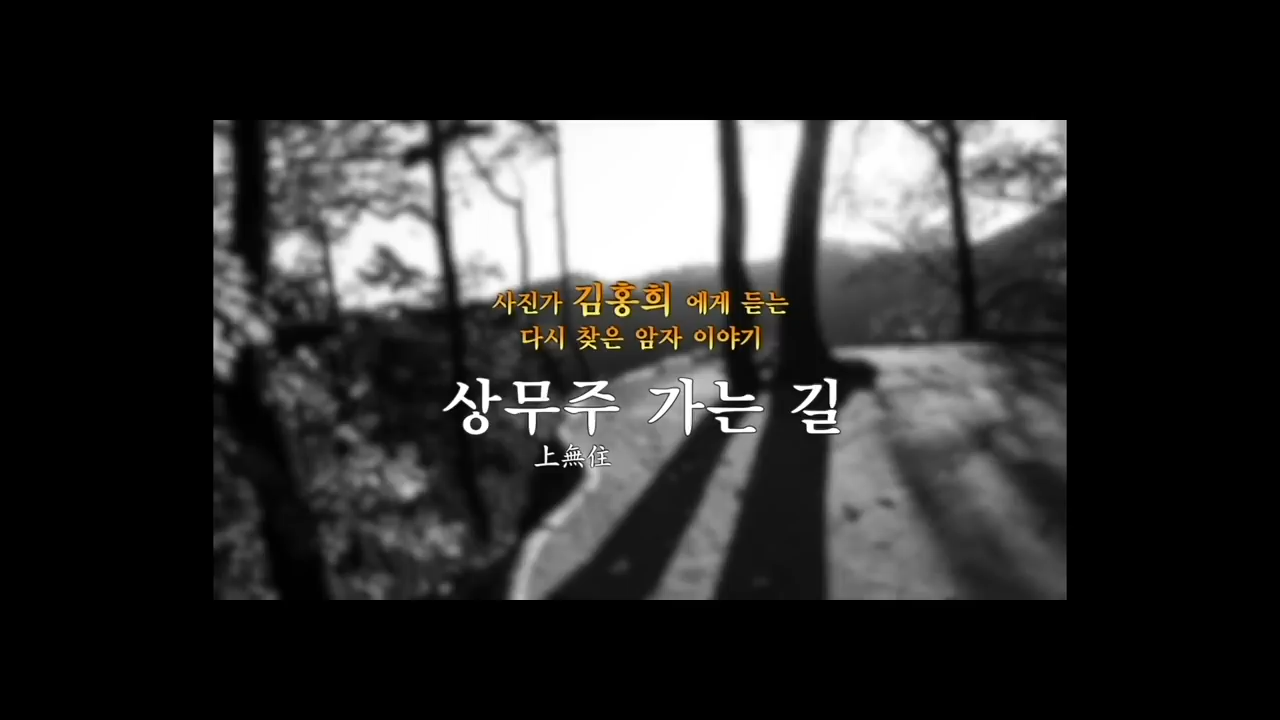 사진가 김홍희 에게 듣는
다시 찾은 암자 이야기
상무주 가는 길
上無住